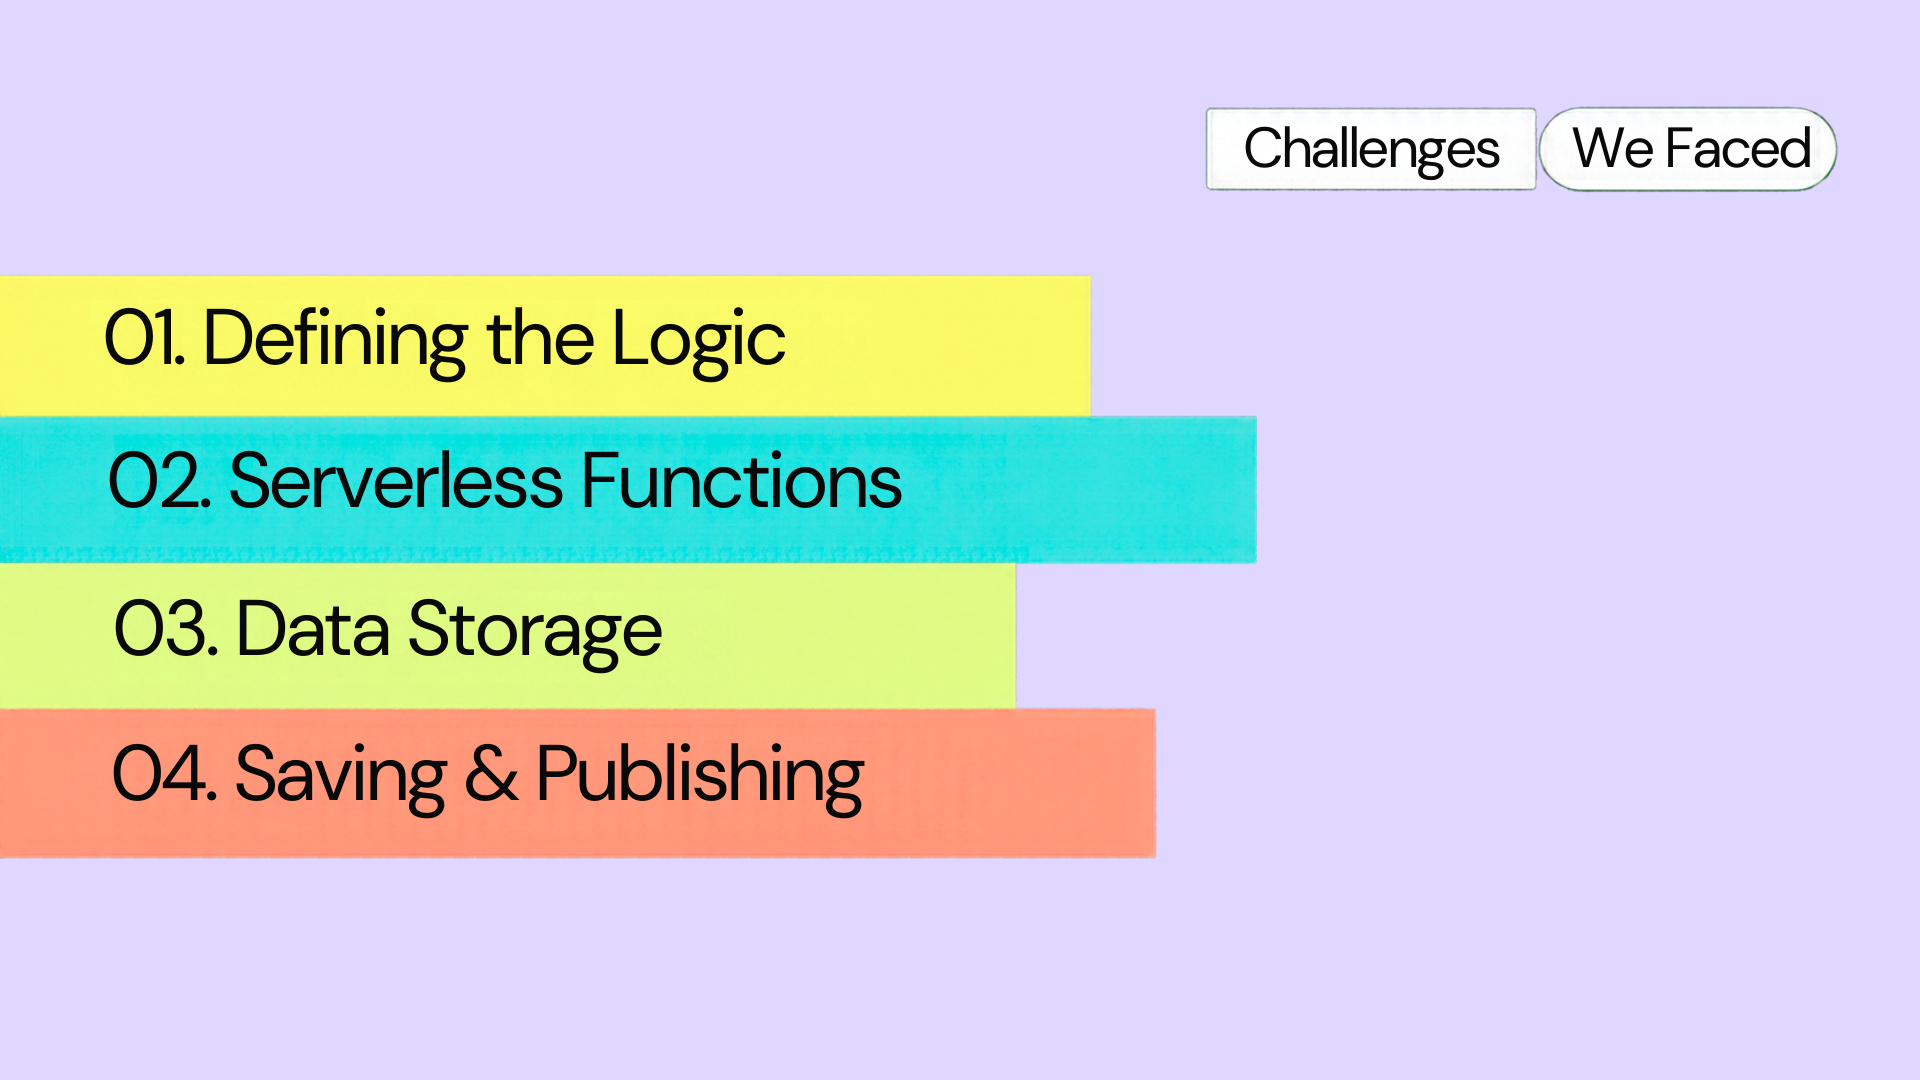 Challenges We Faced
01. Defining the Logic
02. Serverless Functions
03. Data Storage
04. Saving & Publishing